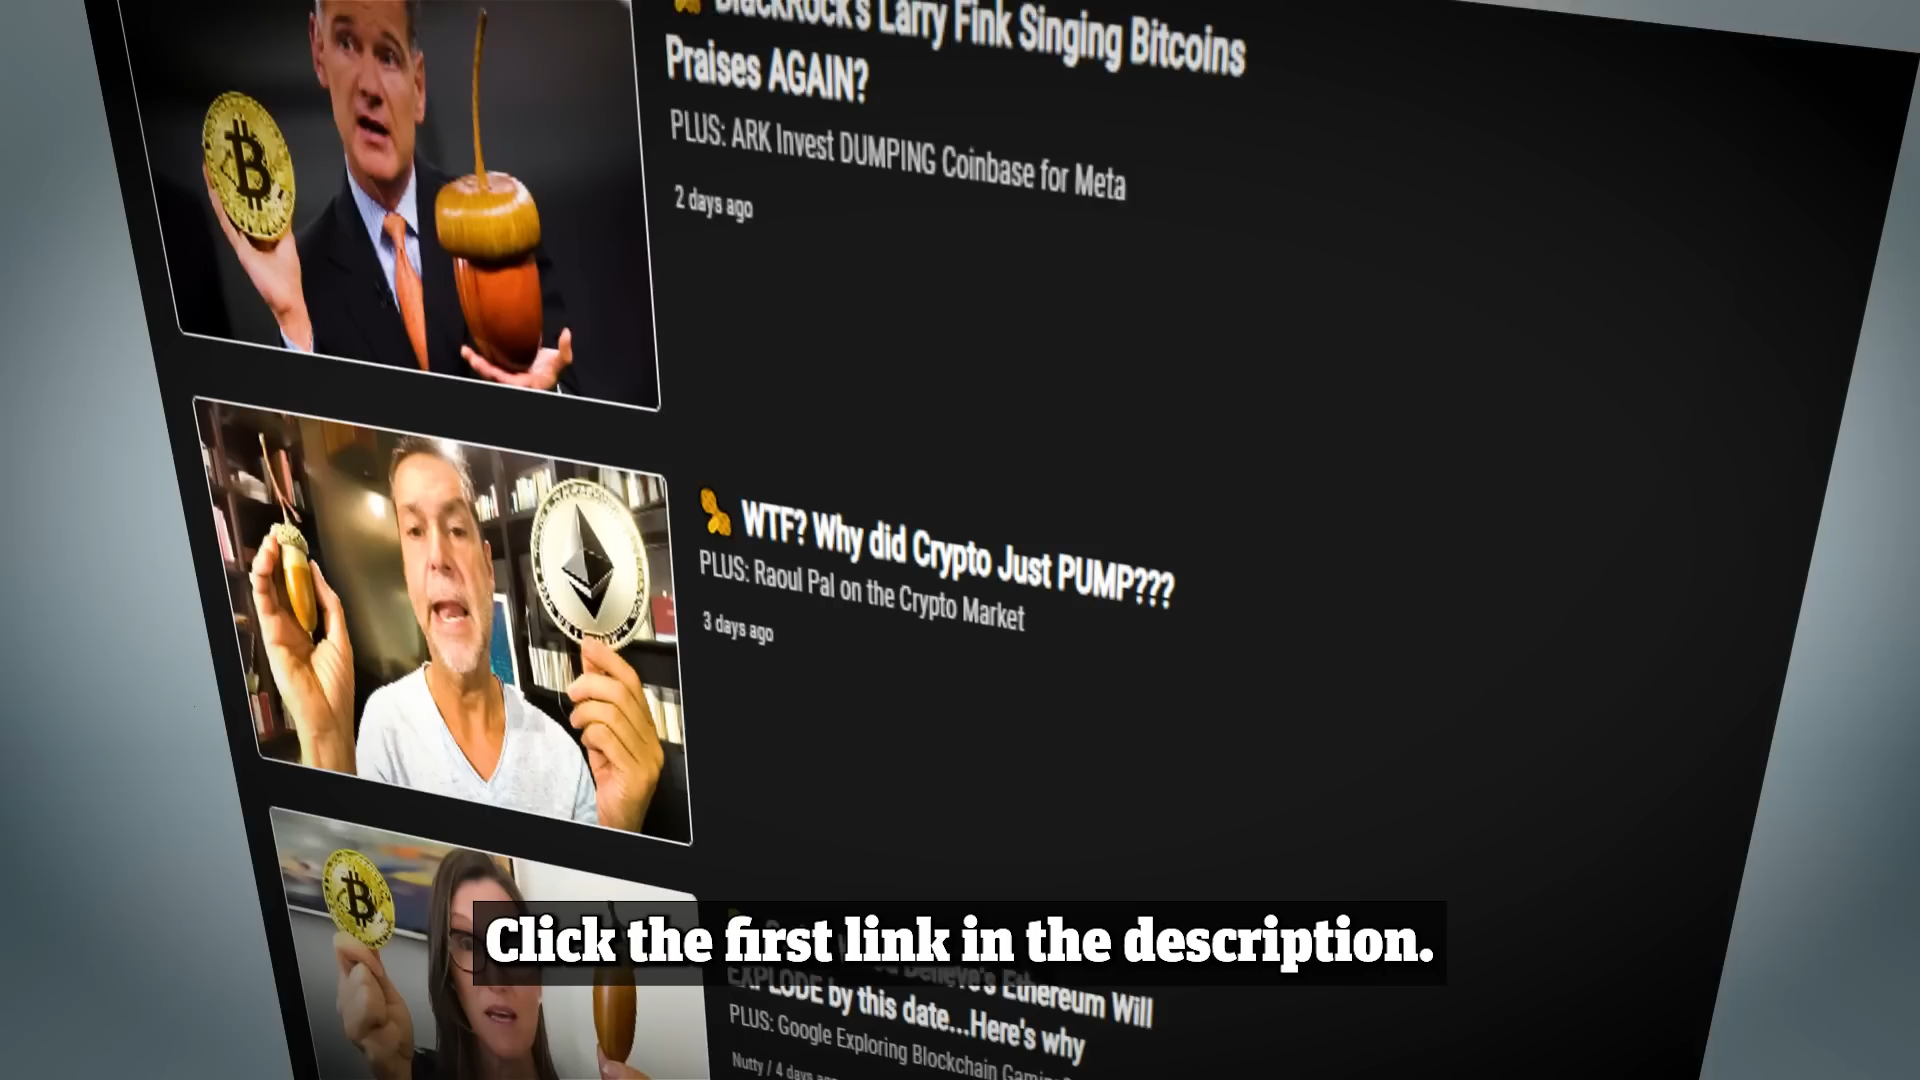 BlackRock's Larry Fink Singing Bitcoins
Praises AGAIN?
PLUS: ARK Invest DUMPING Coinbase for Meta
2 days ago
WTF? Why did Crypto Just PUMP???
PLUS: Raoul Pal on the Crypto Market
3 days ago
Click the first link in the description.
Believe's Ethereum Will
EXPLODE by this date...Here's why
PLUS: Google Exploring Blockchain
Nutty / 4 days